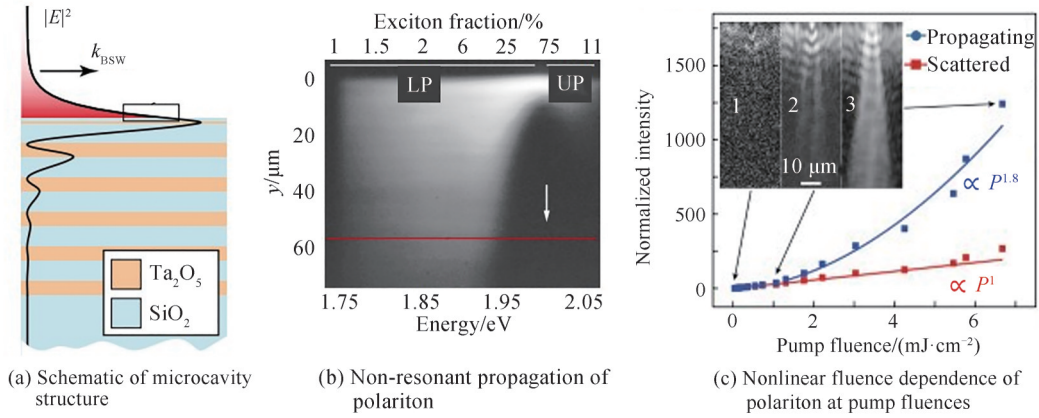 |E|²
k_BSW
Ta₂O₅
SiO₂
(a) Schematic of microcavity
structure
Exciton fraction/%
1 1.5 2 6 25 75 11
LP
UP
0
20
40
60
y/μm
1.75 1.85 1.95 2.05
Energy/eV
(b) Non-resonant propagation of
polariton
Propagating
Scattered
1
2
3
10 μm
∝ P^1.8
∝ P^1
1500
1250
1000
750
500
250
0
Normalized intensity
0 2 4 6
Pump fluence/(mJ·cm⁻²)
(c) Nonlinear fluence dependence of
polariton at pump fluences